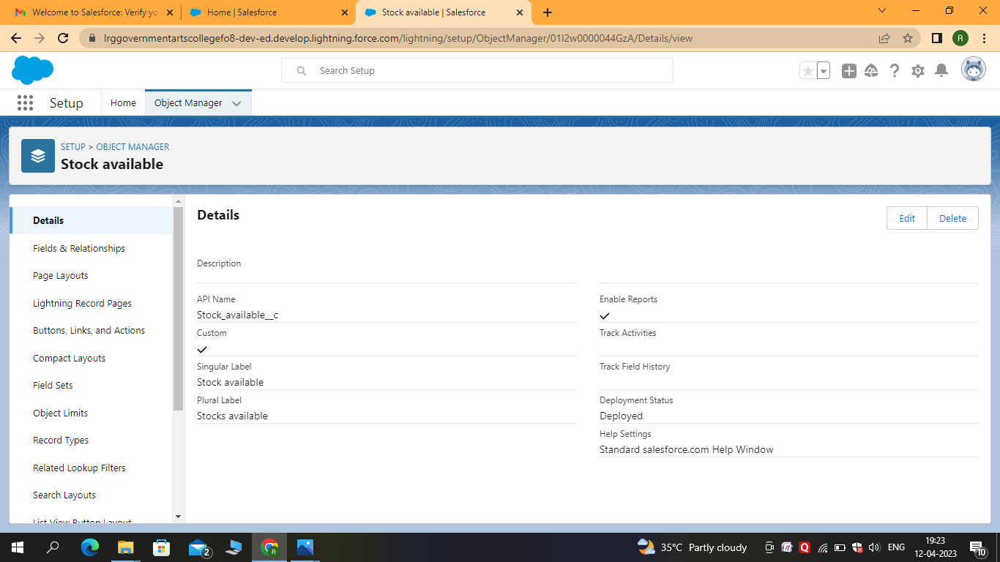 Welcome to Salesforce: Verify yo
Home | Salesforce
Stock available | Salesforce
lrggovernmentartscollegefo8-dev-ed.develop.lightning.force.com/lightning/setup/ObjectManager/01I2w0000044GzA/Details/view
R
Search Setup
Setup
Home
Object Manager
SETUP > OBJECT MANAGER
Stock available
Details
Fields & Relationships
Page Layouts
Lightning Record Pages
Buttons, Links, and Actions
Compact Layouts
Field Sets
Object Limits
Record Types
Related Lookup Filters
Search Layouts
List View Button Layout
Details
Edit
Delete
Description
API Name
Stock_available__c
Custom
Singular Label
Stock available
Plural Label
Stocks available
Enable Reports
Track Activities
Track Field History
Deployment Status
Deployed
Help Settings
Standard salesforce.com Help Window
2
R
35°C Partly cloudy
Q
ENG
19:23
12-04-2023
10